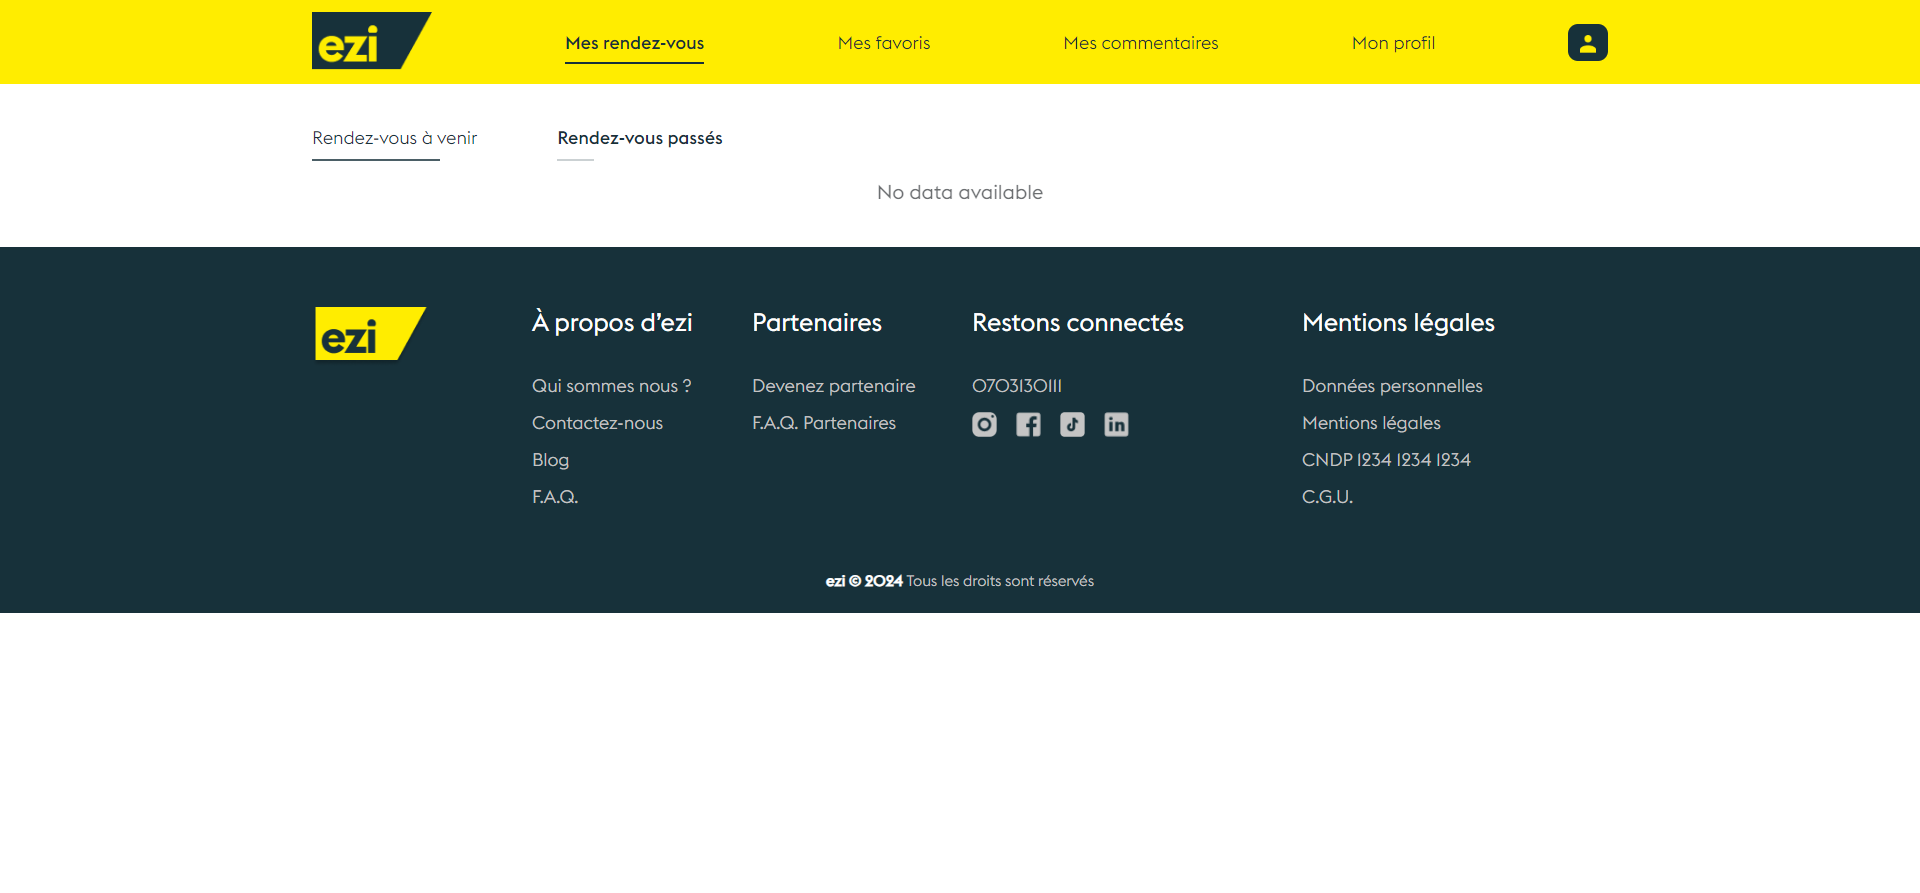 ezi
Mes rendez-vous
Mes favoris
Mes commentaires
Mon profil
Rendez-vous à venir
Rendez-vous passés
No data available
ezi
À propos d’ezi
Qui sommes nous ?
Contactez-nous
Blog
F.A.Q.
Partenaires
Devenez partenaire
F.A.Q. Partenaires
Restons connectés
0703130111
Mentions légales
Données personnelles
Mentions légales
CNDP 1234 1234 1234
C.G.U.
ezi © 2024 Tous les droits sont réservés